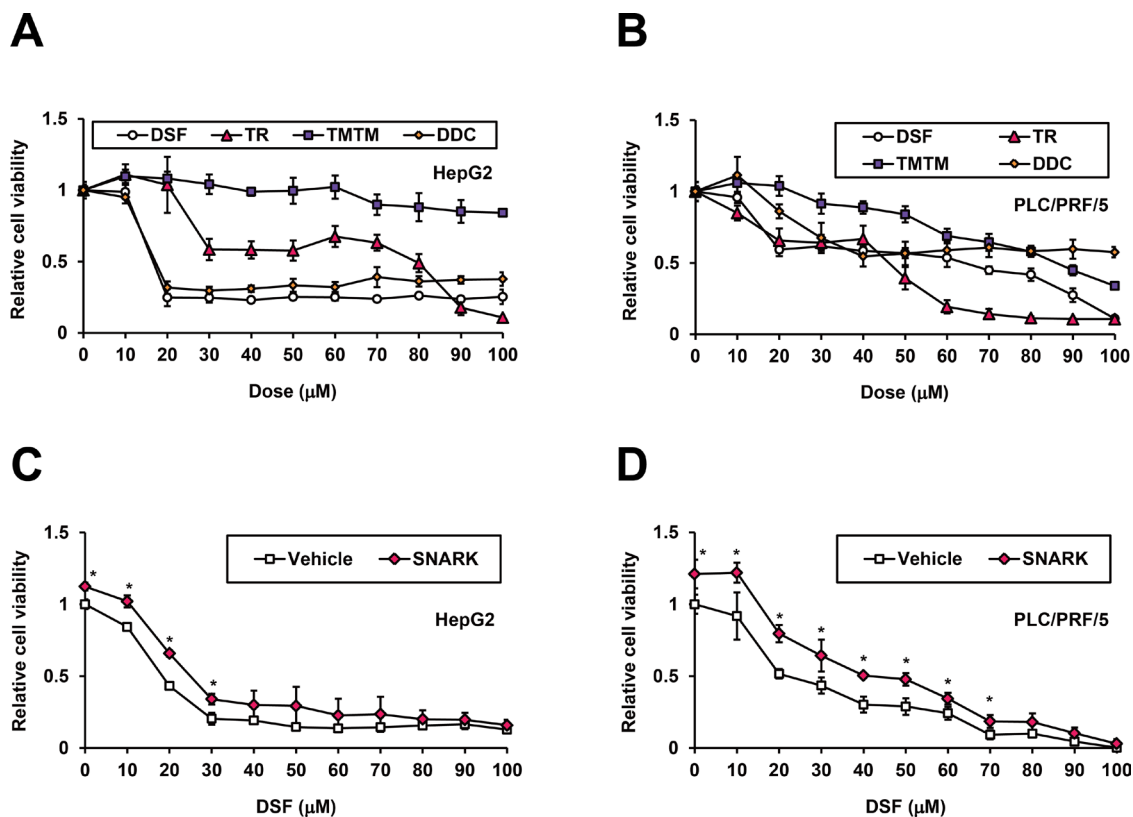 A
Relative cell viability
1.5
1
0.5
0
DSF TR TMTM DDC
HepG2
0 10 20 30 40 50 60 70 80 90 100
Dose (μM)
B
Relative cell viability
1.5
1
0.5
0
DSF TR
TMTM DDC
PLC/PRF/5
0 10 20 30 40 50 60 70 80 90 100
Dose (μM)
C
Relative cell viability
1.5
1
0.5
0
Vehicle SNARK
HepG2
* * * *
0 10 20 30 40 50 60 70 80 90 100
DSF (μM)
D
Relative cell viability
1.5
1
0.5
0
Vehicle SNARK
PLC/PRF/5
* * * * * * * *
0 10 20 30 40 50 60 70 80 90 100
DSF (μM)